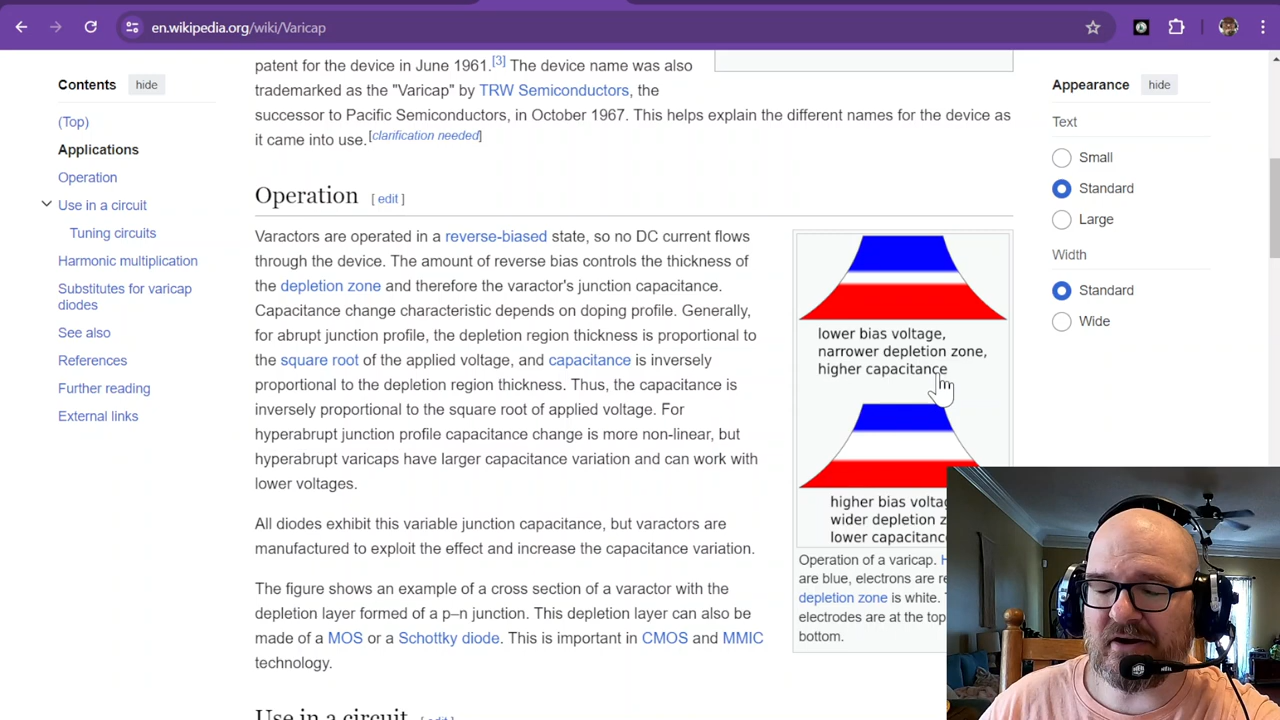 en.wikipedia.org/wiki/Varicap
Contents hide
(Top)
Applications
Operation
Use in a circuit
Tuning circuits
Harmonic multiplication
Substitutes for varicap
diodes
See also
References
Further reading
External links
patent for the device in June 1961.[3] The device name was also
trademarked as the "Varicap" by TRW Semiconductors, the
successor to Pacific Semiconductors, in October 1967. This helps explain the different names for the device as
it came into use.[clarification needed]
Operation [ edit ]
Varactors are operated in a reverse-biased state, so no DC current flows
through the device. The amount of reverse bias controls the thickness of
the depletion zone and therefore the varactor's junction capacitance.
Capacitance change characteristic depends on doping profile. Generally,
for abrupt junction profile, the depletion region thickness is proportional to
the square root of the applied voltage, and capacitance is inversely
proportional to the depletion region thickness. Thus, the capacitance is
inversely proportional to the square root of applied voltage. For
hyperabrupt junction profile capacitance change is more non-linear, but
hyperabrupt varicaps have larger capacitance variation and can work with
lower voltages.
All diodes exhibit this variable junction capacitance, but varactors are
manufactured to exploit the effect and increase the capacitance variation.
The figure shows an example of a cross section of a varactor with the
depletion layer formed of a p–n junction. This depletion layer can also be
made of a MOS or a Schottky diode. This is important in CMOS and MMIC
technology.
Use in a circuit [ edit ]
lower bias voltage,
narrower depletion zone,
higher capacitance
higher bias
wider depletion
lower capacitance
Operation of a varicap.
are blue, electrons are
depletion zone is white.
electrodes are at the top
bottom.
Appearance hide
Text
Small
Standard
Large
Width
Standard
Wide